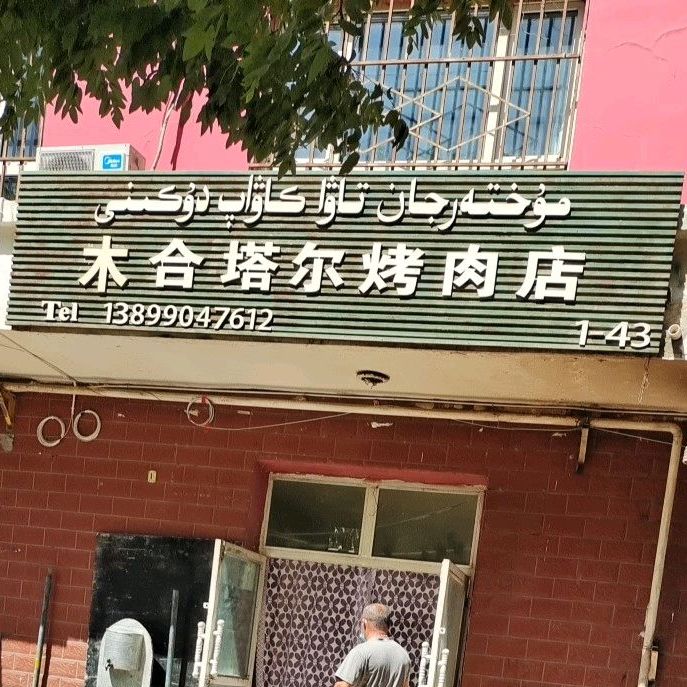 مۇختەرجان تاۋا كاۋاپ دۇكىنى
木合塔尔烤肉店
Tel 13899047612
1-43